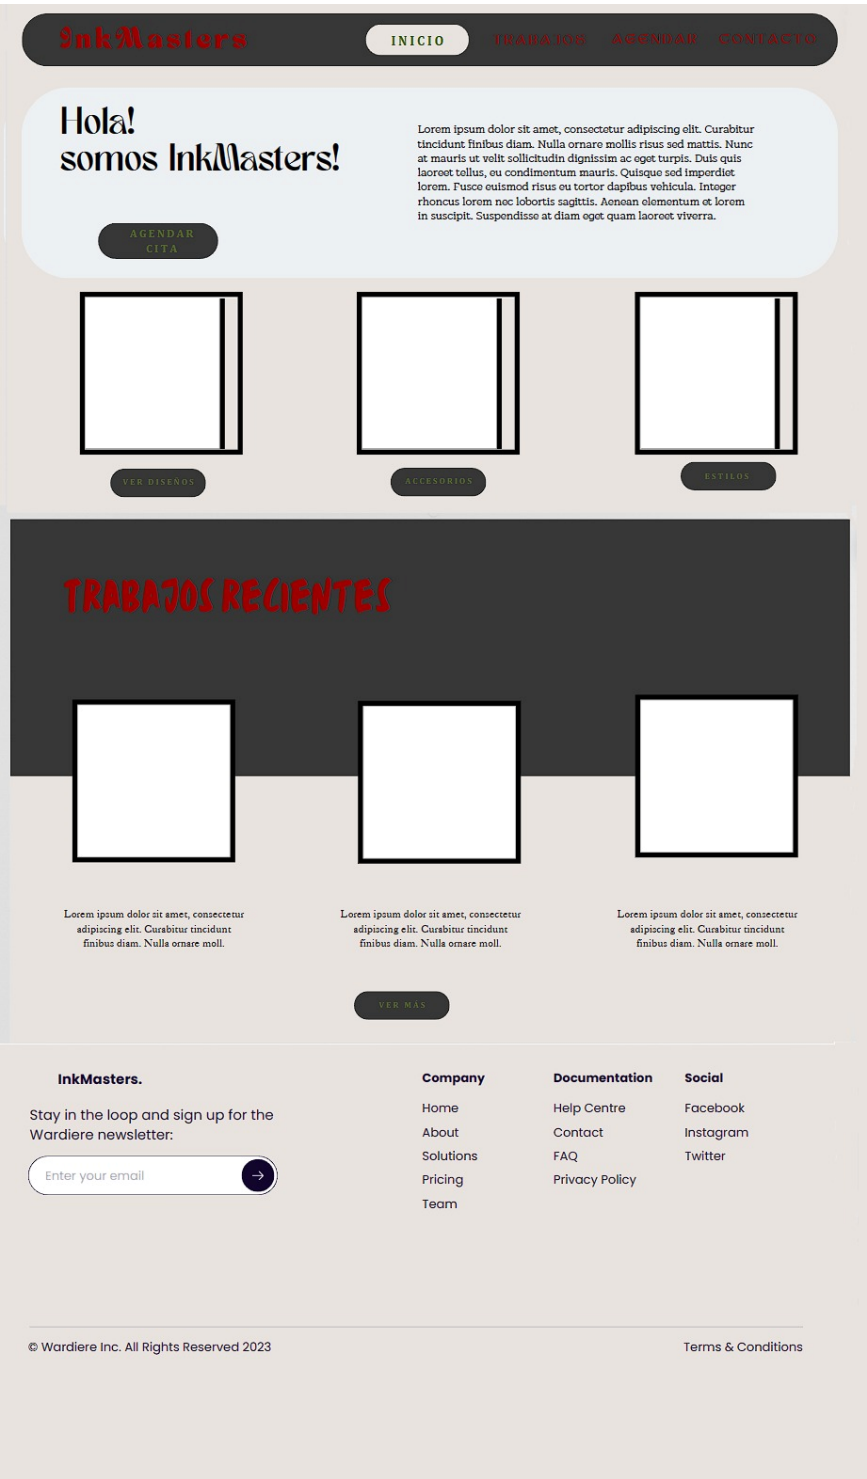 InkMasters
INICIO
TRABAJOS
AGENDAR
CONTACTO
Hola!
somos InkMasters!
Lorem ipsum dolor sit amet, consectetur adipiscing elit. Curabitur
tincidunt finibus diam. Nulla ornare mollis risus sed mattis. Nunc
at mauris ut velit sollicitudin dignissim ac eget turpis. Duis quis
laoreet tellus, eu condimentum mauris. Quisque sed imperdiet
lorem. Fusce euismod risus eu tortor dapibus vehicula. Integer
rhoncus lorem nec lobortis sagittis. Aenean elementum et lorem
in suscipit. Suspendisse at diam eget quam laoreet viverra.
AGENDAR
CITA
VER DISEÑOS
ACCESORIOS
ESTILOS
TRABAJOS RECIENTES
Lorem ipsum dolor sit amet, consectetur
adipiscing elit. Curabitur tincidunt
finibus diam. Nulla ornare moll.
Lorem ipsum dolor sit amet, consectetur
adipiscing elit. Curabitur tincidunt
finibus diam. Nulla ornare moll.
Lorem ipsum dolor sit amet, consectetur
adipiscing elit. Curabitur tincidunt
finibus diam. Nulla ornare moll.
VER MÁS
InkMasters.
Stay in the loop and sign up for the
Wardiere newsletter:
Enter your email
Company
Home
About
Solutions
Pricing
Team
Documentation
Help Centre
Contact
FAQ
Privacy Policy
Social
Facebook
Instagram
Twitter
© Wardiere Inc. All Rights Reserved 2023
Terms & Conditions